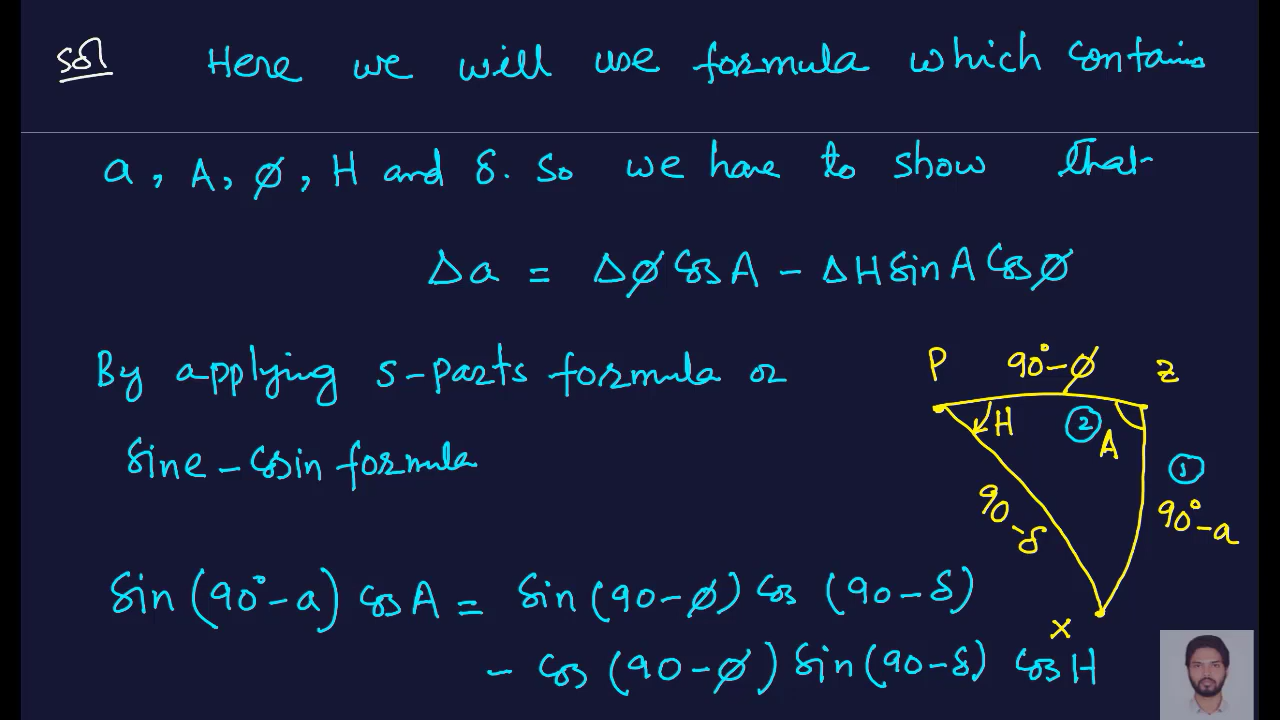 Sol Here we will use formula which contains
a, A, ϕ, H and δ. So we have to show that
Δa = Δϕ Cos A - ΔH Sin A Cos ϕ
By applying 5-parts formula or
Sine - Cosin formula
P 90°-ϕ Z
H ② A
①
90-δ 90°-a
X
Sin (90°-a) Cos A = Sin (90-ϕ) Cos (90-δ)
- Cos (90-ϕ) Sin (90-δ) Cos H